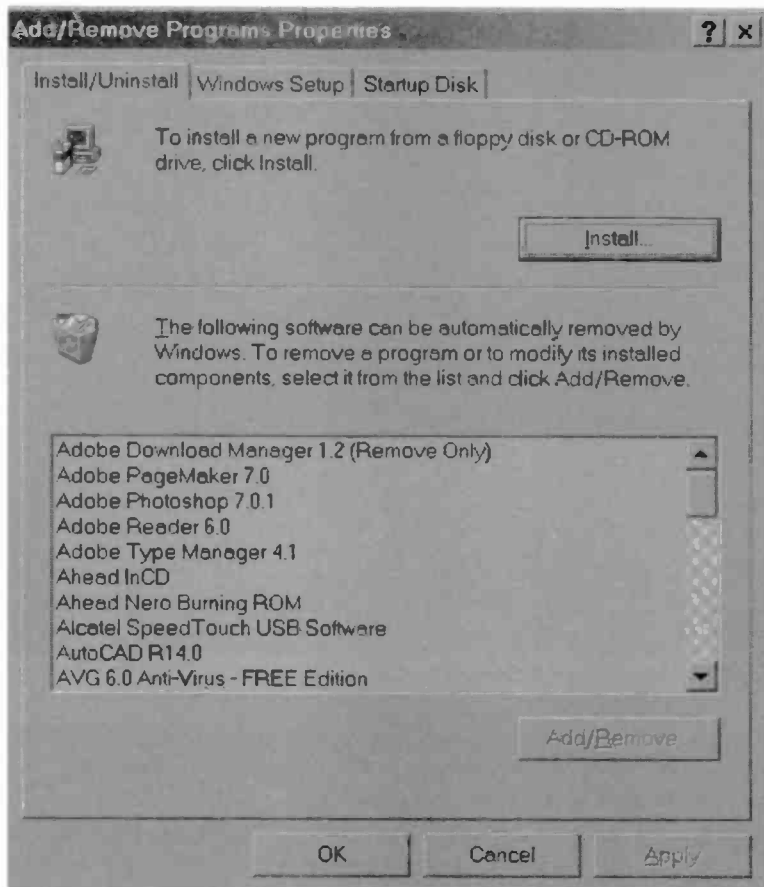 Add/Remove Programs Properties
? ×
Install/Uninstall Windows Setup Startup Disk
To install a new program from a floppy disk or CD-ROM
drive, click Install.
Install...
The following software can be automatically removed by
Windows. To remove a program or to modify its installed
components, select it from the list and click Add/Remove.
Adobe Download Manager 1.2 (Remove Only)
Adobe PageMaker 7.0
Adobe Photoshop 7.0.1
Adobe Reader 6.0
Adobe Type Manager 4.1
Ahead InCD
Ahead Nero Burning ROM
Alcatel SpeedTouch USB Software
AutoCAD R14.0
AVG 6.0 Anti-Virus - FREE Edition
Add/Remove...
OK Cancel Apply